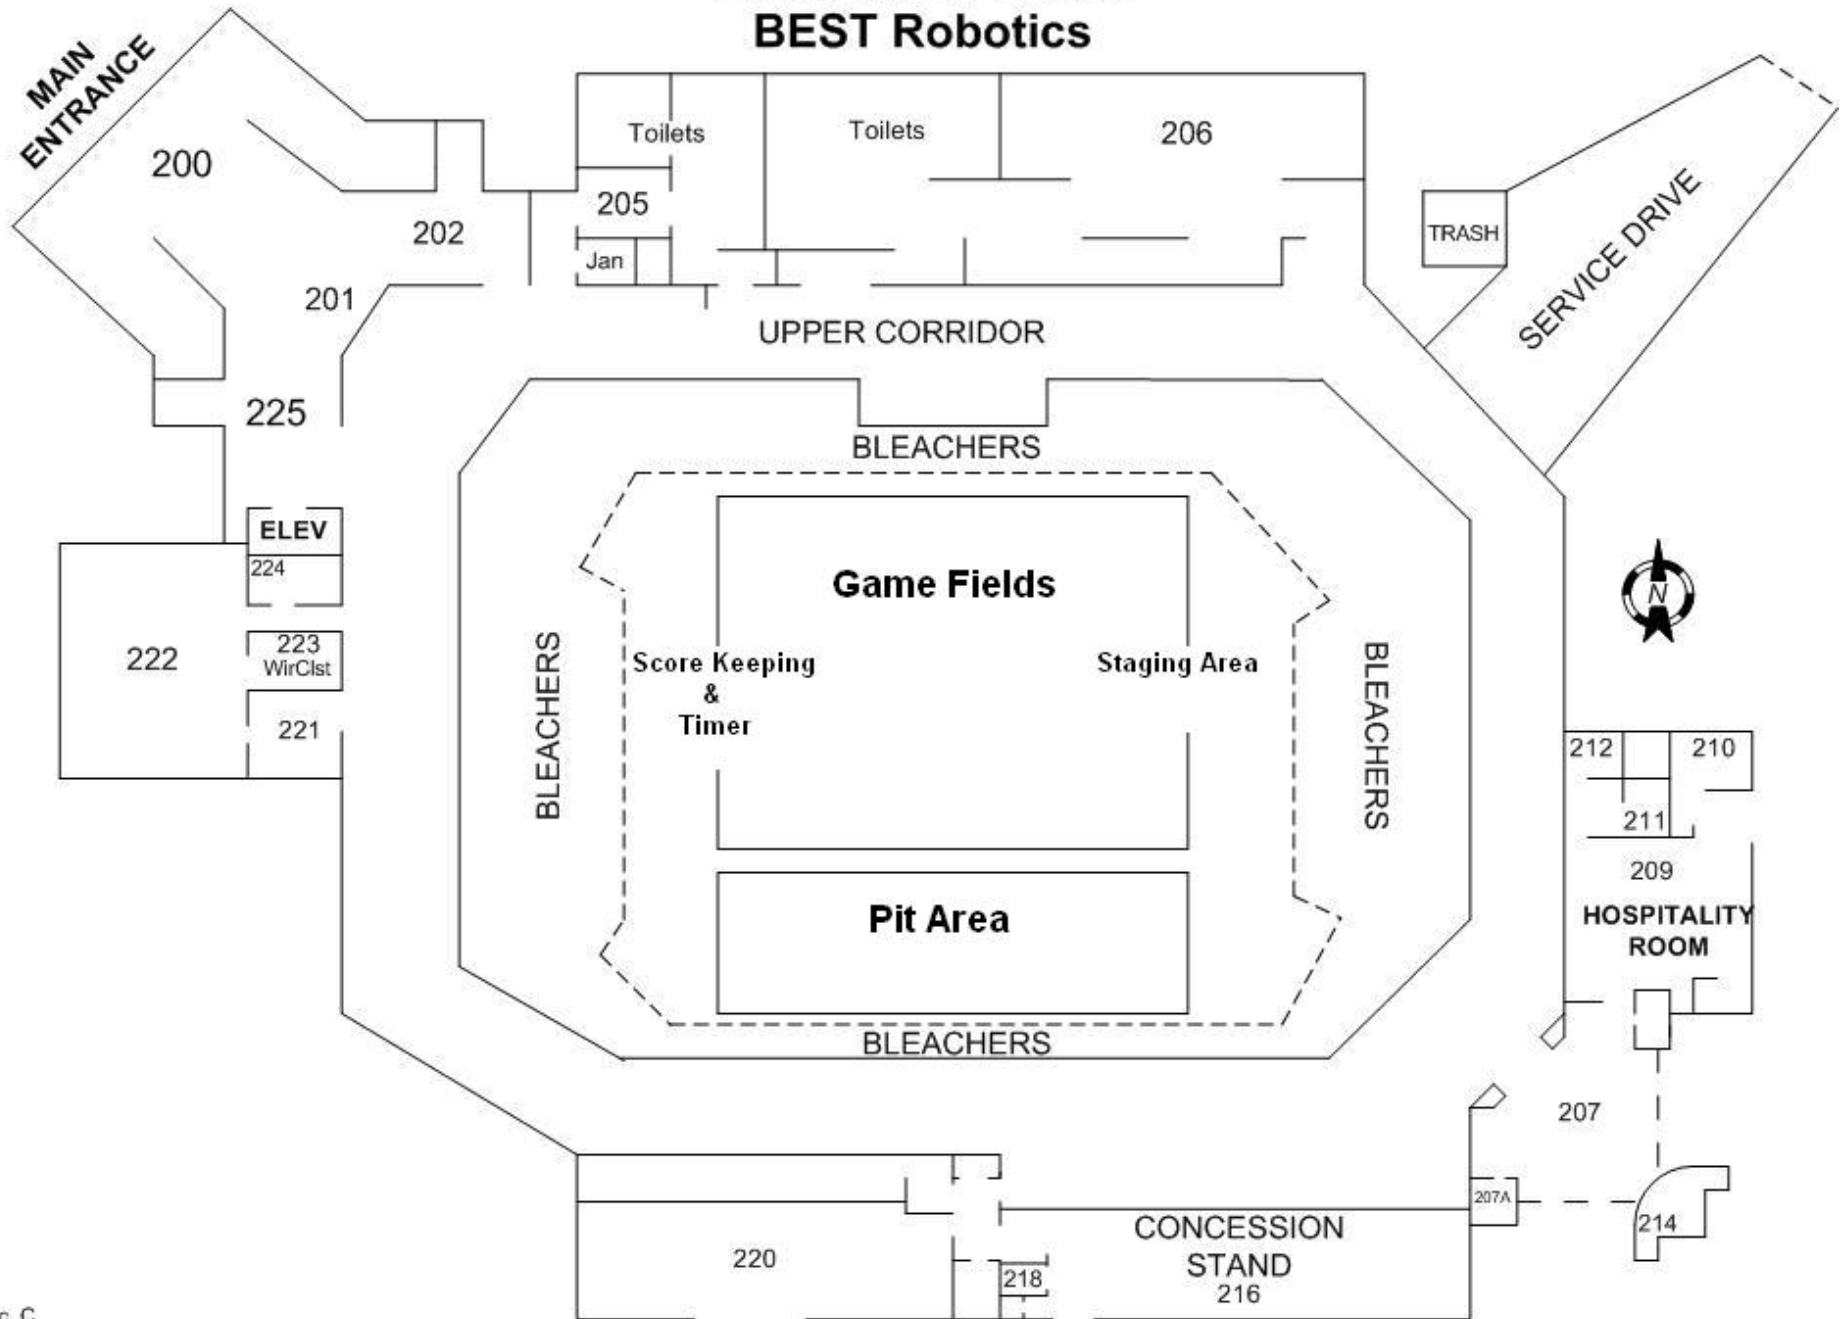 BEST Robotics
MAIN
ENTRANCE
200
Toilets
Toilets
206
205
202
Jan
TRASH
SERVICE DRIVE
201
UPPER CORRIDOR
225
BLEACHERS
ELEV
224
Game Fields
N
222
223
WirClst
221
BLEACHERS
Score Keeping
&
Timer
Staging Area
BLEACHERS
212
210
211
209
HOSPITALITY
ROOM
Pit Area
BLEACHERS
207
207A
214
220
218
CONCESSION
STAND
216